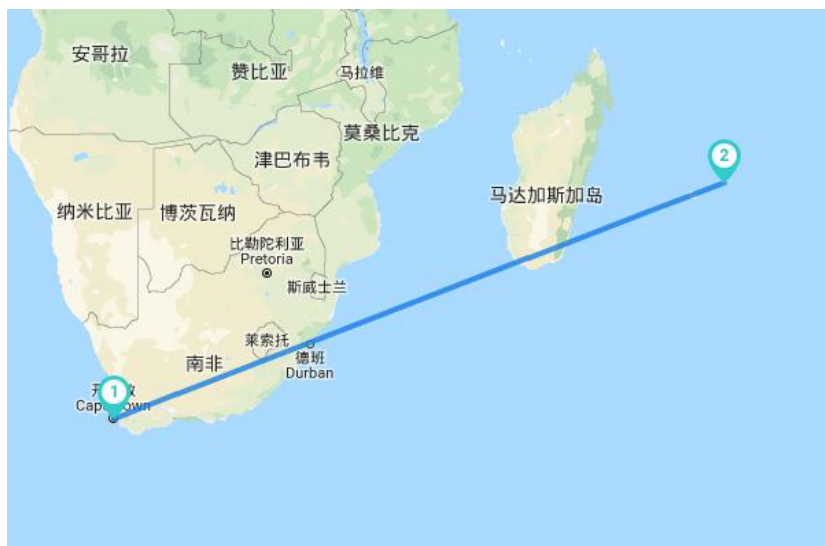 安哥拉
赞比亚
马拉维
莫桑比克
津巴布韦
2
纳米比亚
博茨瓦纳
马达加斯加岛
比勒陀利亚
Pretoria
斯威士兰
莱索托
南非
德班
Durban
1